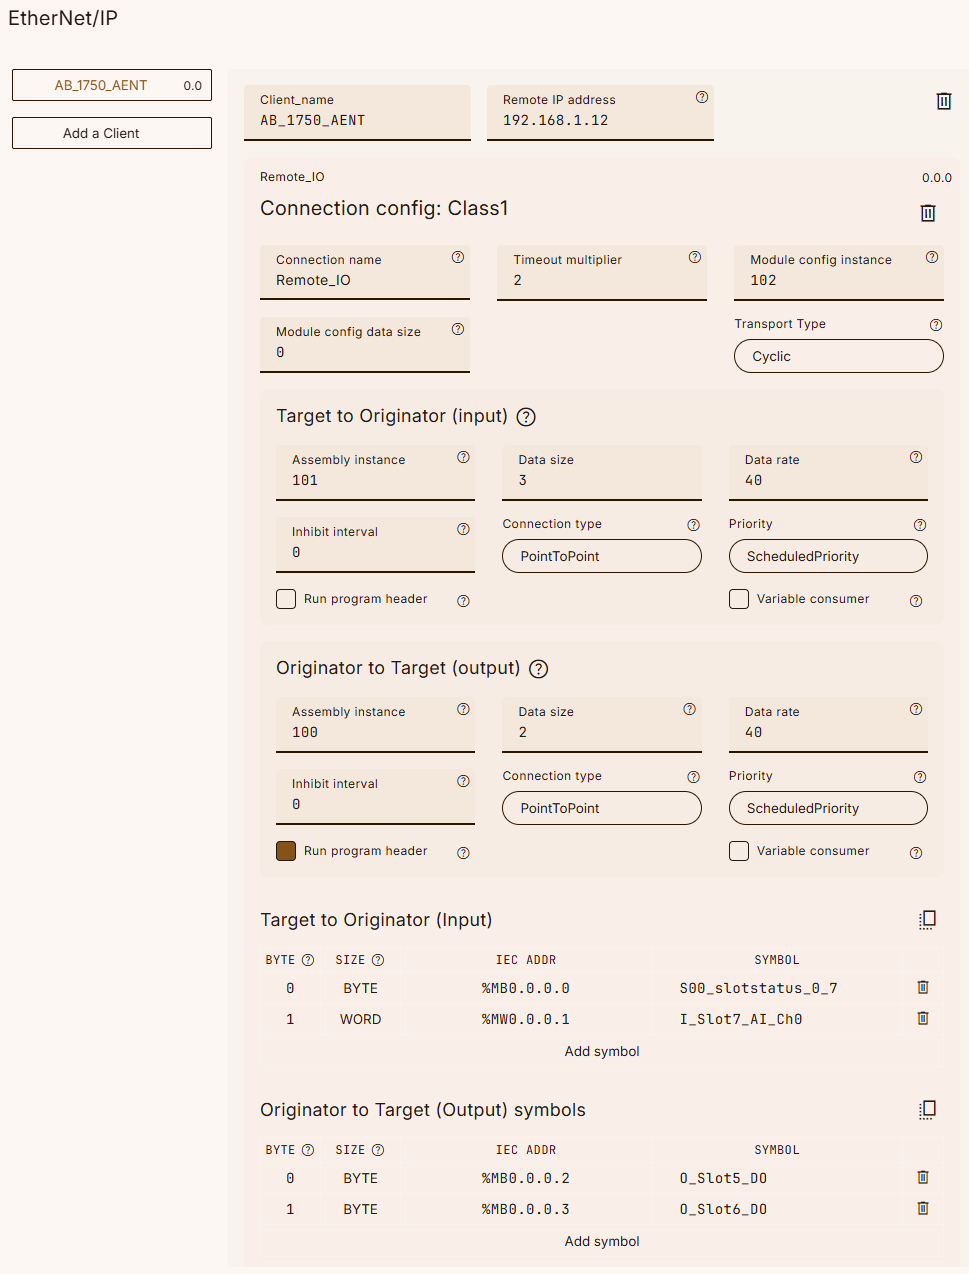 EtherNet/IP
AB_1750_AENT 0.0
Add a Client
Client_name
AB_1750_AENT
Remote IP address
192.168.1.12
Remote_IO 0.0.0
Connection config: Class1
Connection name
Remote_IO
Timeout multiplier
2
Module config instance
102
Module config data size
0
Transport Type
Cyclic
Target to Originator (input)
Assembly instance
101
Data size
3
Data rate
40
Inhibit interval
0
Connection type
PointToPoint
Priority
ScheduledPriority
Run program header
Variable consumer
Originator to Target (output)
Assembly instance
100
Data size
2
Data rate
40
Inhibit interval
0
Connection type
PointToPoint
Priority
ScheduledPriority
Run program header
Variable consumer
Target to Originator (Input)
BYTE SIZE IEC ADDR SYMBOL
0 BYTE %MB0.0.0.0 S00_slotstatus_0_7
1 WORD %MW0.0.0.1 I_Slot7_AI_Ch0
Add symbol
Originator to Target (Output) symbols
BYTE SIZE IEC ADDR SYMBOL
0 BYTE %MB0.0.0.2 O_Slot5_DO
1 BYTE %MB0.0.0.3 O_Slot6_DO
Add symbol